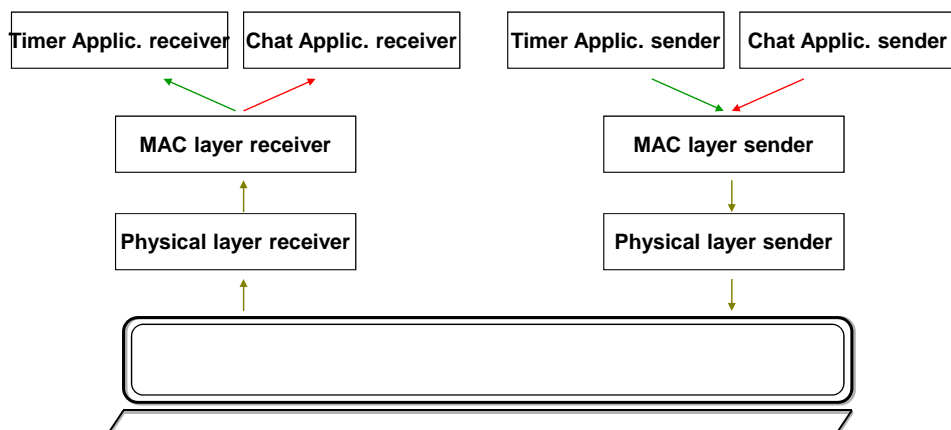 Timer Applic. receiver
Chat Applic. receiver
Timer Applic. sender
Chat Applic. sender
MAC layer receiver
MAC layer sender
Physical layer receiver
Physical layer sender